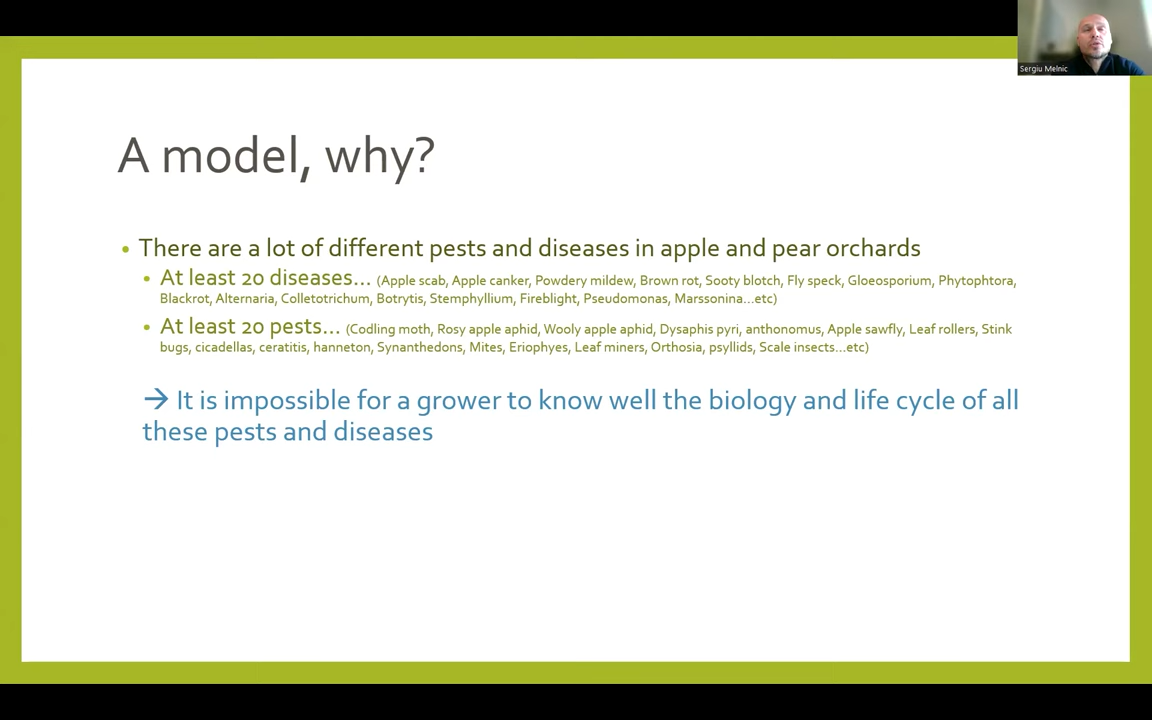 Sergiu Melnic
A model, why?
• There are a lot of different pests and diseases in apple and pear orchards
• At least 20 diseases... (Apple scab, Apple canker, Powdery mildew, Brown rot, Sooty blotch, Fly speck, Gloeosporium, Phytophtora,
Blackrot, Alternaria, Colletotrichum, Botrytis, Stemphyllium, Fireblight, Pseudomonas, Marssonina...etc)
• At least 20 pests... (Codling moth, Rosy apple aphid, Wooly apple aphid, Dysaphis pyri, anthonomus, Apple sawfly, Leaf rollers, Stink
bugs, cicadellas, ceratitis, hanneton, Synanthedons, Mites, Eriophyes, Leaf miners, Orthosia, psyllids, Scale insects...etc)
→ It is impossible for a grower to know well the biology and life cycle of all
these pests and diseases